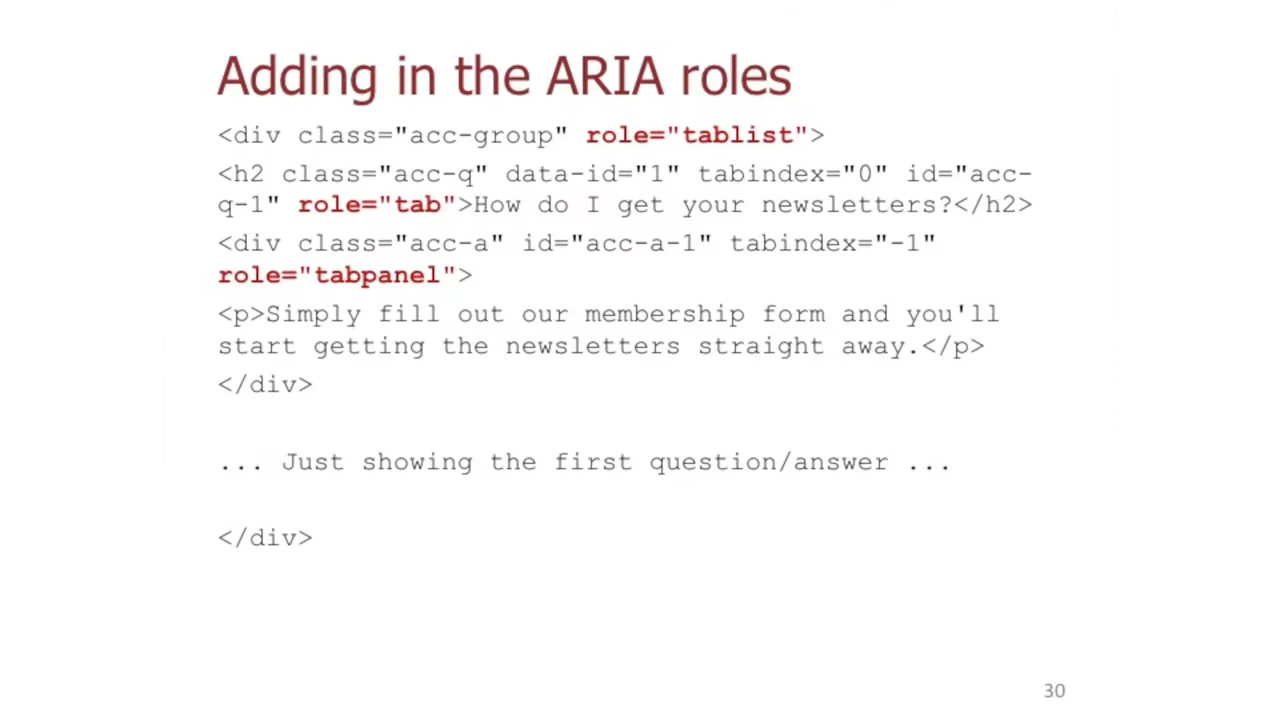 Adding in the ARIA roles
<div class="acc-group" role="tablist">
<h2 class="acc-q" data-id="1" tabindex="0" id="acc-
q-1" role="tab">How do I get your newsletters?</h2>
<div class="acc-a" id="acc-a-1" tabindex="-1"
role="tabpanel">
<p>Simply fill out our membership form and you'll
start getting the newsletters straight away.</p>
</div>
... Just showing the first question/answer ...
</div>
30